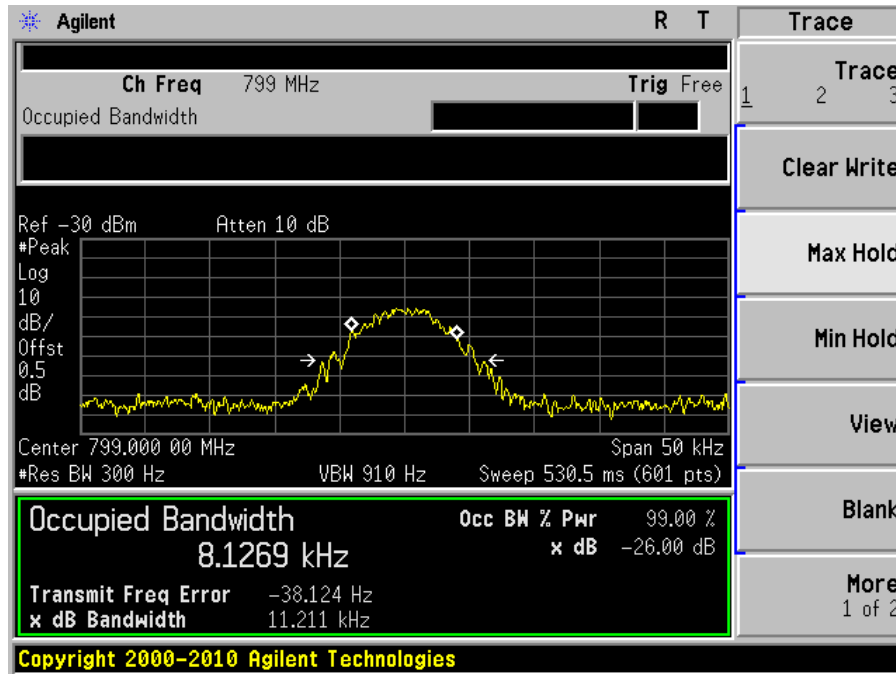 Agilent R T Trace
Ch Freq 799 MHz Trig Free
Occupied Bandwidth
Trace
1 2 3
Clear Write
Max Hold
Min Hold
View
Blank
More
1 of 2
Ref -30 dBm Atten 10 dB
#Peak
Log
10
dB/
Offst
0.5
dB
Center 799.000 00 MHz Span 50 kHz
#Res BW 300 Hz VBW 910 Hz Sweep 530.5 ms (601 pts)
Occupied Bandwidth Occ BW % Pwr 99.00 %
8.1269 kHz x dB -26.00 dB
Transmit Freq Error -38.124 Hz
x dB Bandwidth 11.211 kHz
Copyright 2000-2010 Agilent Technologies